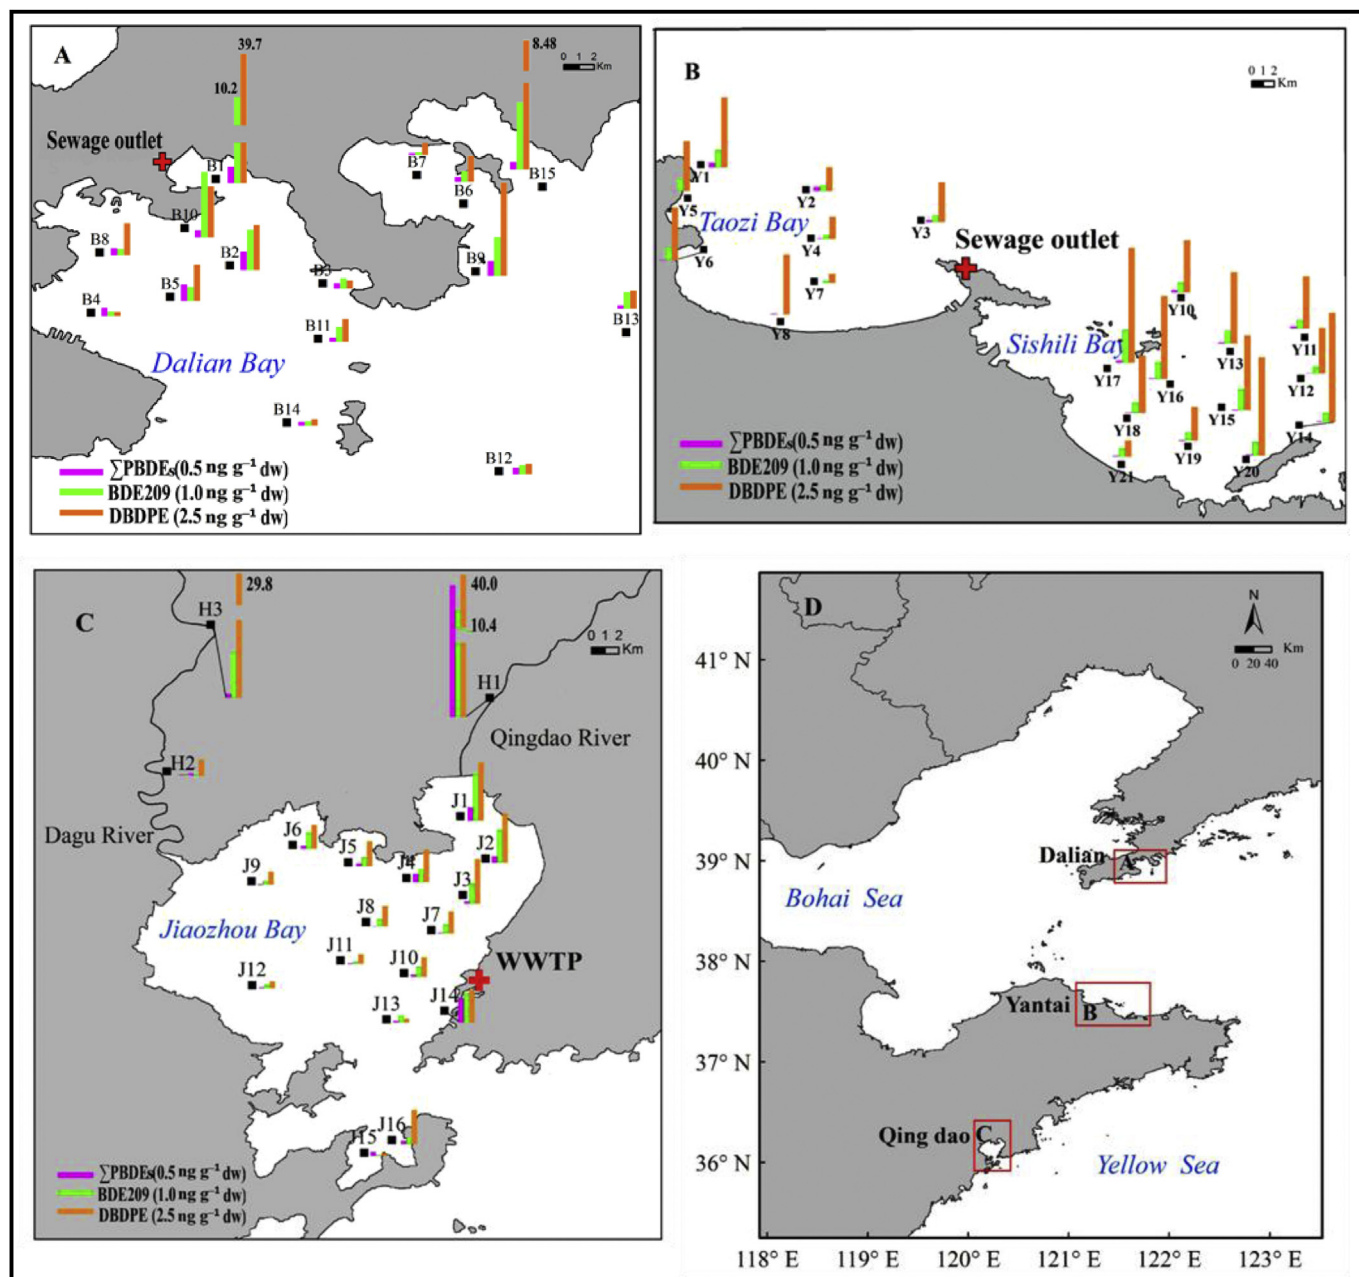 A
39.7
8.48
0 1 2
Km
10.2
Sewage outlet
B1
B7
B15
B6
B10
B8
B2
B9
B3
B5
B4
B13
B11
Dalian Bay
B14
B12
∑PBDEs(0.5 ng g⁻¹ dw)
BDE209 (1.0 ng g⁻¹ dw)
DBDPE (2.5 ng g⁻¹ dw)
B
0 1 2
Km
Y1
Y2
Y5
Taozi Bay
Y3
Y4
Sewage outlet
Y6
Y7
Y10
Y8
Sishili Bay
Y11
Y13
Y17
Y16
Y12
Y15
Y18
Y14
Y19
Y20
Y21
∑PBDEs(0.5 ng g⁻¹ dw)
BDE209 (1.0 ng g⁻¹ dw)
DBDPE (2.5 ng g⁻¹ dw)
C
29.8
40.0
H3
10.4
0 1 2
Km
H1
Qingdao River
H2
Dagu River
J1
J6
J5
J2
J4
J9
J3
Jiaozhou Bay
J8
J7
J11
J10
WWTP
J12
J13
J14
J16
H15
∑PBDEs(0.5 ng g⁻¹ dw)
BDE209 (1.0 ng g⁻¹ dw)
DBDPE (2.5 ng g⁻¹ dw)
D
N
Km
0 20 40
41° N
40° N
39° N
Dalian
A
Bohai Sea
38° N
Yantai
B
37° N
Qing dao
C
36° N
Yellow Sea
118° E
119° E
120° E
121° E
122° E
123° E